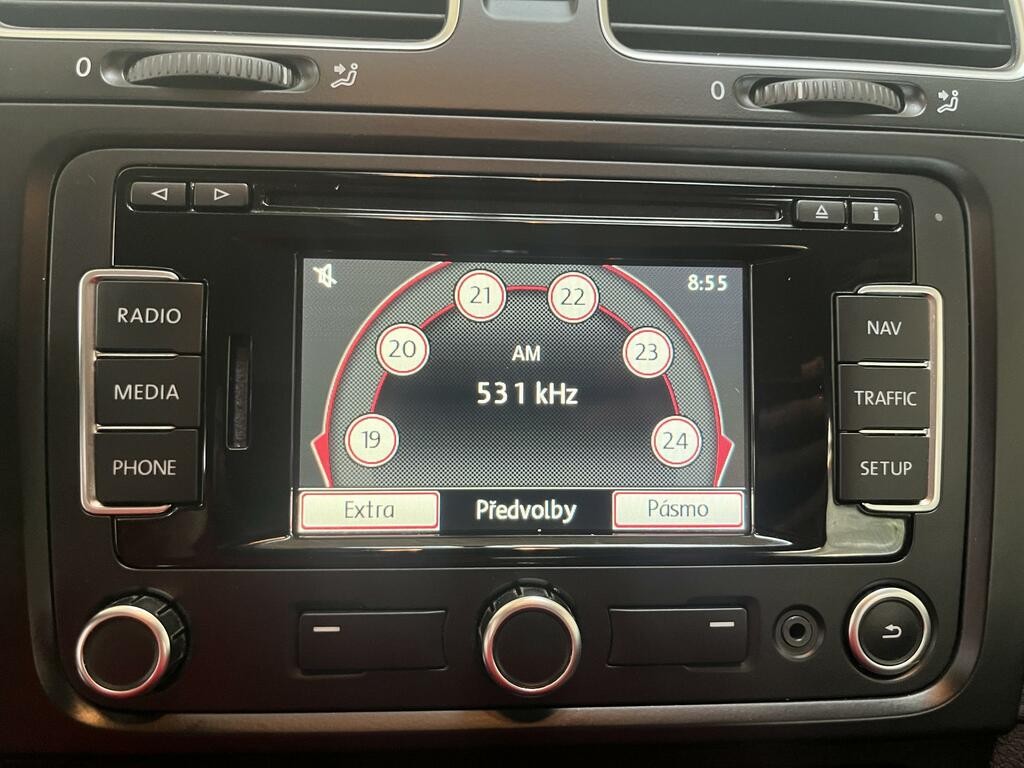 0
0
RADIO
MEDIA
PHONE
8:55
21
22
20
23
AM
531 kHz
19
24
Extra
Předvolby
Pásmo
i
NAV
TRAFFIC
SETUP